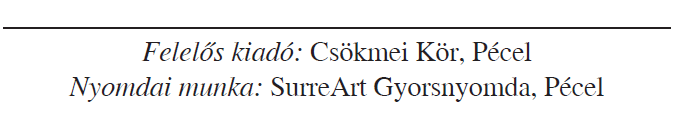 Felelős kiadó: Csökmei Kör, Pécel
Nyomdai munka: SurreArt Gyorsnyomda, Pécel